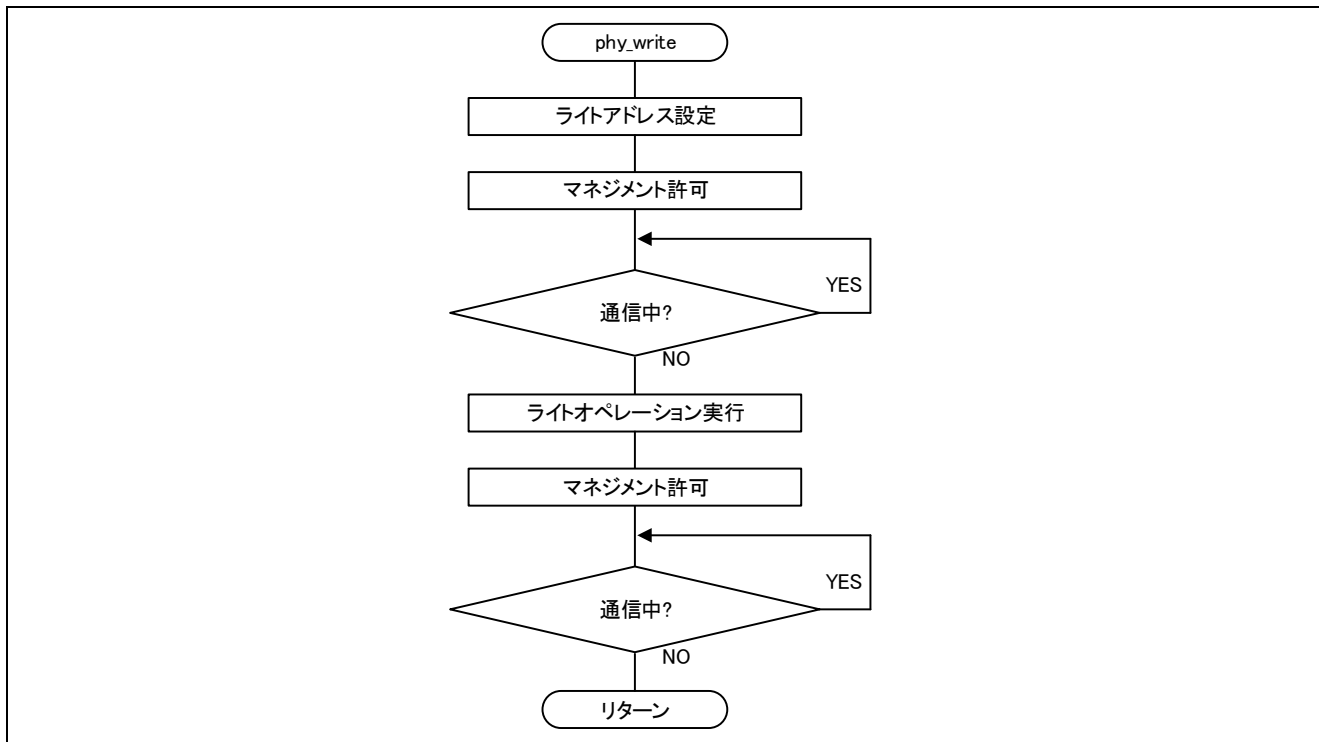 phy_write
ライトアドレス設定
マネジメント許可
YES
通信中?
NO
ライトオペレーション実行
マネジメント許可
YES
通信中?
NO
リターン